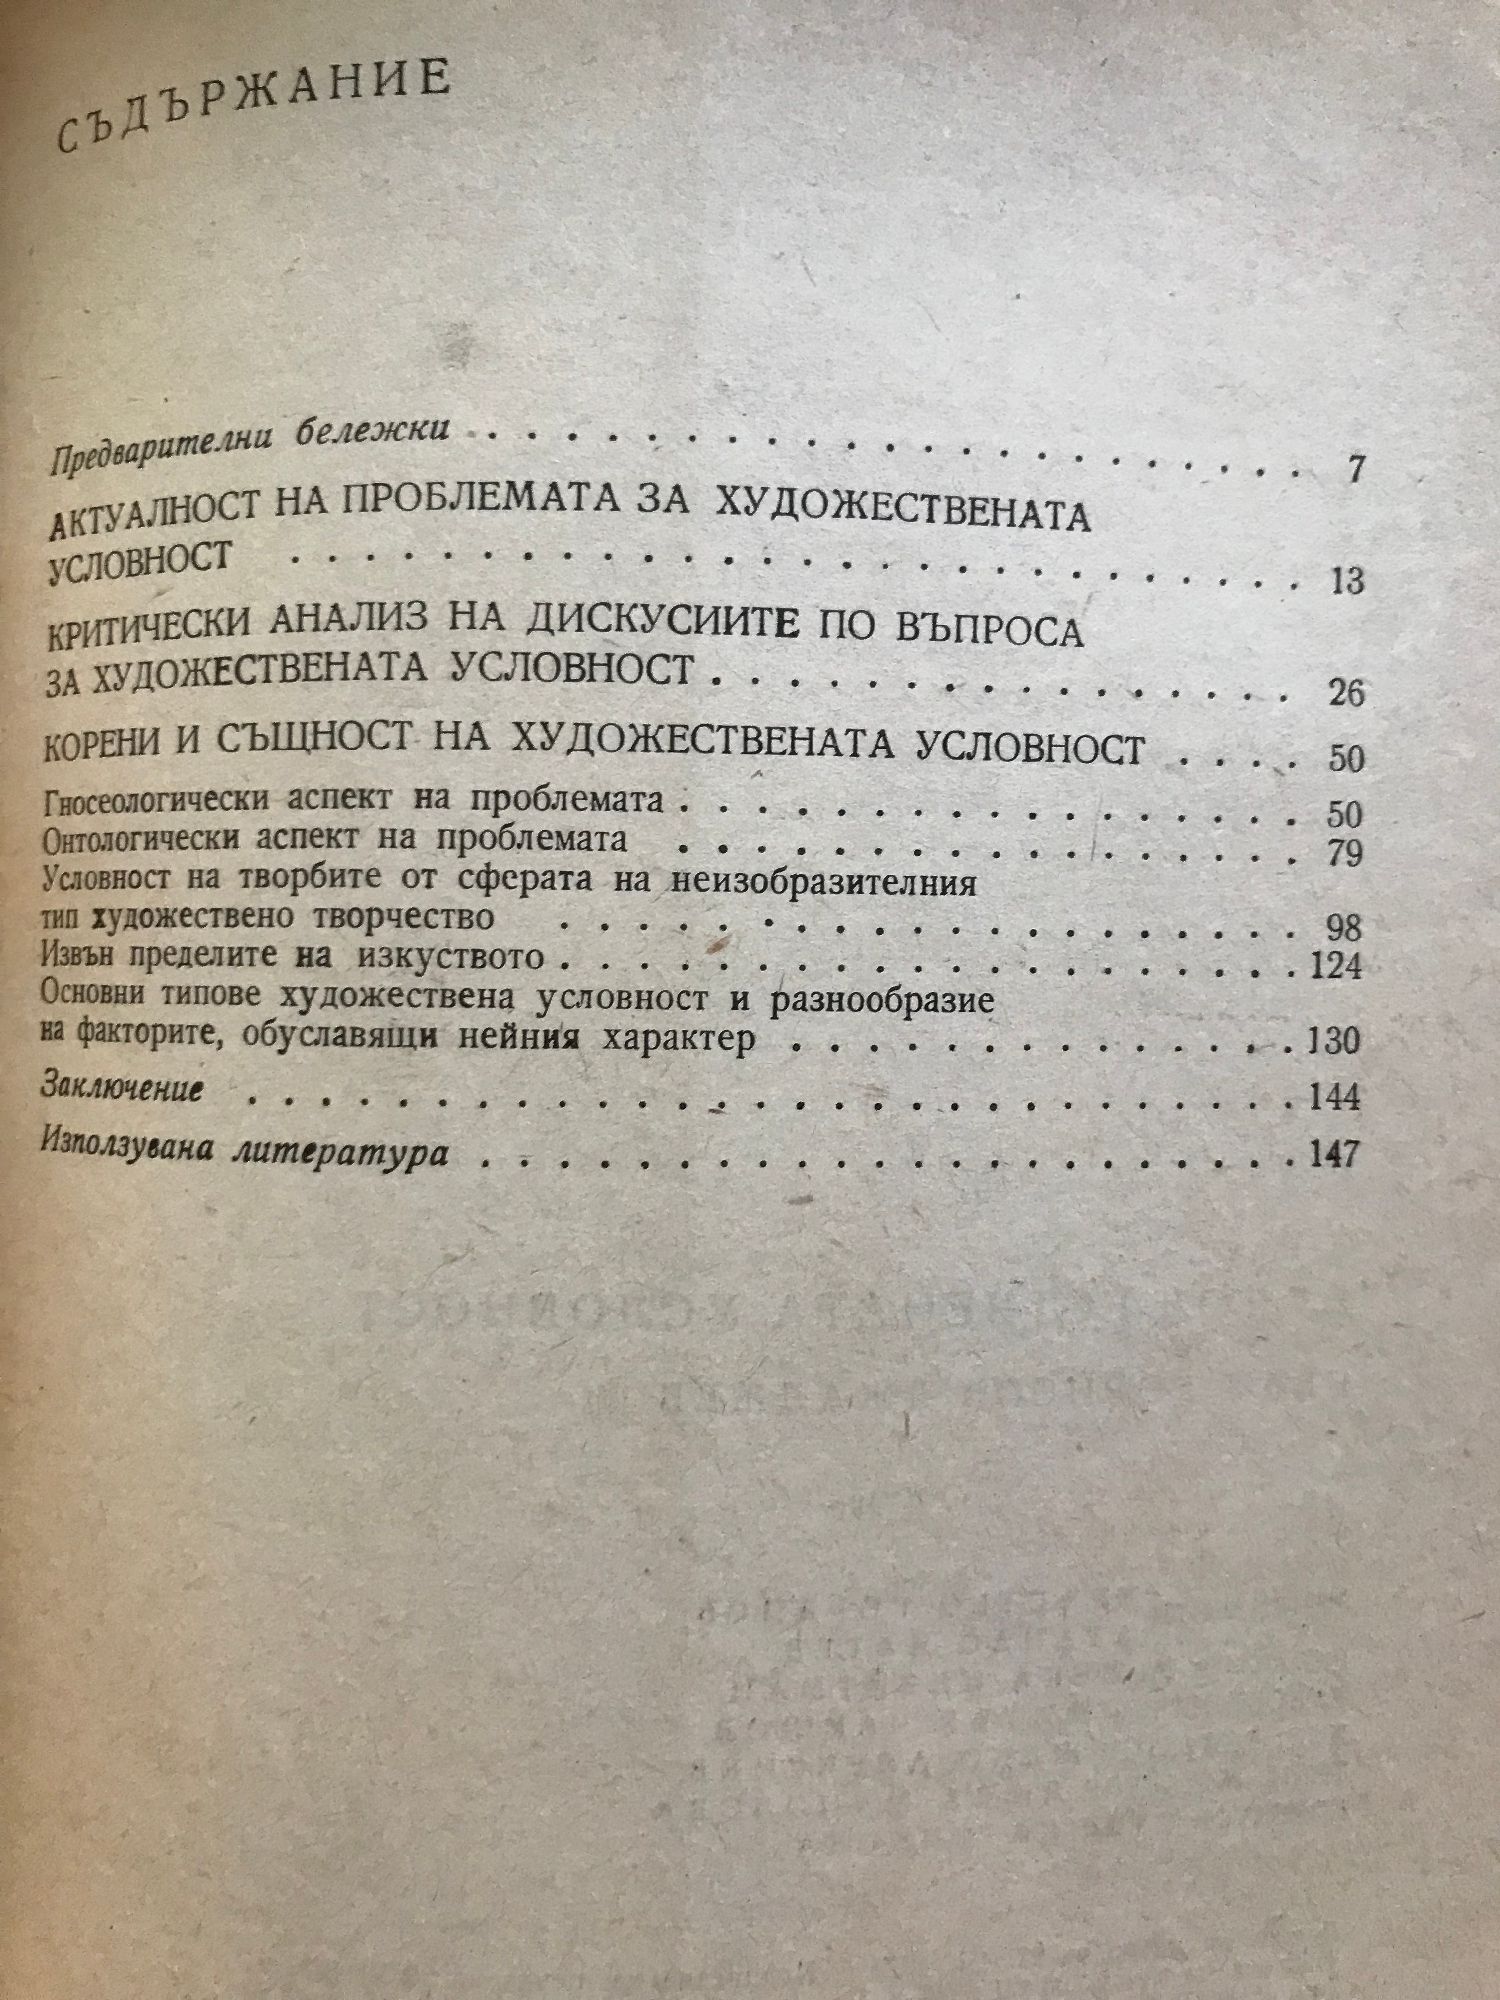 СЪДЪРЖАНИЕ
Предварителни бележки . . . . . . . . . . . . . . . . . . . . . . 7
АКТУАЛНОСТ НА ПРОБЛЕМАТА ЗА ХУДОЖЕСТВЕНАТА
УСЛОВНОСТ . . . . . . . . . . . . . . . . . . . . . . . . . . 13
КРИТИЧЕСКИ АНАЛИЗ НА ДИСКУСИИТЕ ПО ВЪПРОСА
ЗА ХУДОЖЕСТВЕНАТА УСЛОВНОСТ . . . . . . . . . . . . . . . . 26
КОРЕНИ И СЪЩНОСТ НА ХУДОЖЕСТВЕНАТА УСЛОВНОСТ . . . . 50
Гносеологически аспект на проблемата . . . . . . . . . . . . . . . . . 50
Онтологически аспект на проблемата . . . . . . . . . . . . . . . . . 79
Условност на творбите от сферата на неизобразителния
тип художествено творчество . . . . . . . . . . . . . . . . . . . . 98
Извън пределите на изкуството . . . . . . . . . . . . . . . . . . . . 124
Основни типове художествена условност и разнообразие
на факторите, обуславящи нейния характер . . . . . . . . . . . . . . 130
Заключение . . . . . . . . . . . . . . . . . . . . . . . . . . . . 144
Използувана литература . . . . . . . . . . . . . . . . . . . . . . 147